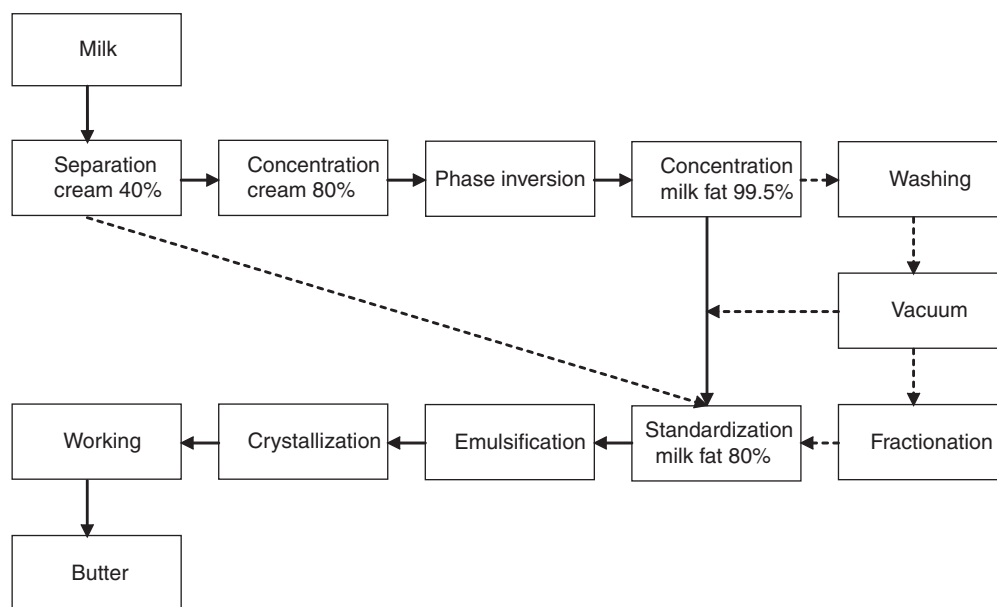 Milk
Separation
cream 40%
Concentration
cream 80%
Phase inversion
Concentration
milk fat 99.5%
Washing
Vacuum
Working
Crystallization
Emulsification
Standardization
milk fat 80%
Fractionation
Butter